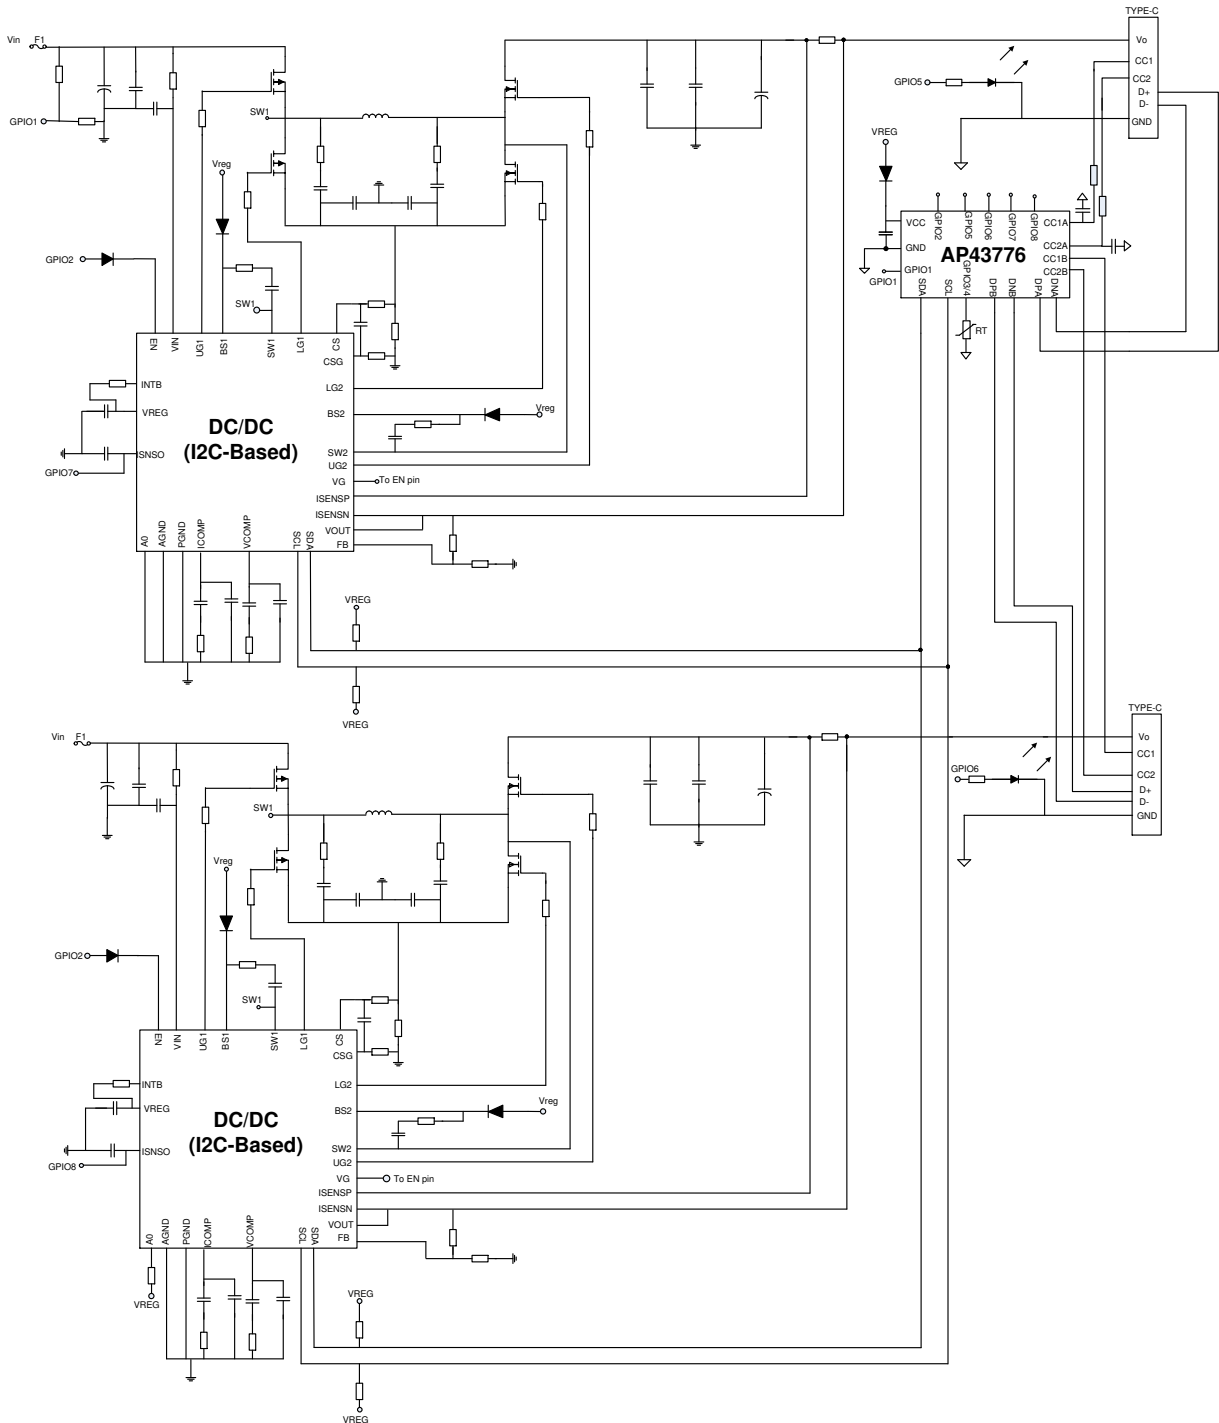 TYPE-C
Vin
F1
Vo
CC1
CC2
D+
D-
GND
GPIO5
GPIO1
SW1
VREG
Vreg
VCC
GND
GPIO1
GPIO2
GPIO5
GPIO6
GPIO7
GPIO8
AP43776
CC1A
CC2A
CC1B
CC2B
SDA
SCL
GPIO3/4
DPB
DNB
DPA
DNA
RT
GPIO2
SW1
EN
VIN
UG1
BS1
SW1
LG1
CS
CSG
INTB
VREG
ISNSO
GPIO7
DC/DC
(I2C-Based)
LG2
BS2
Vreg
SW2
UG2
VG
To EN pin
ISENSP
ISENSN
VOUT
FB
A0
AGND
PGND
ICOMP
VCOMP
SCL
SDA
VREG
VREG
TYPE-C
Vin
F1
Vo
CC1
CC2
D+
D-
GND
GPIO6
SW1
Vreg
GPIO2
SW1
EN
VIN
UG1
BS1
SW1
LG1
CS
CSG
INTB
VREG
ISNSO
GPIO8
DC/DC
(I2C-Based)
LG2
BS2
Vreg
SW2
UG2
VG
To EN pin
ISENSP
ISENSN
VOUT
FB
A0
AGND
PGND
ICOMP
VCOMP
SCL
SDA
VREG
VREG
VREG